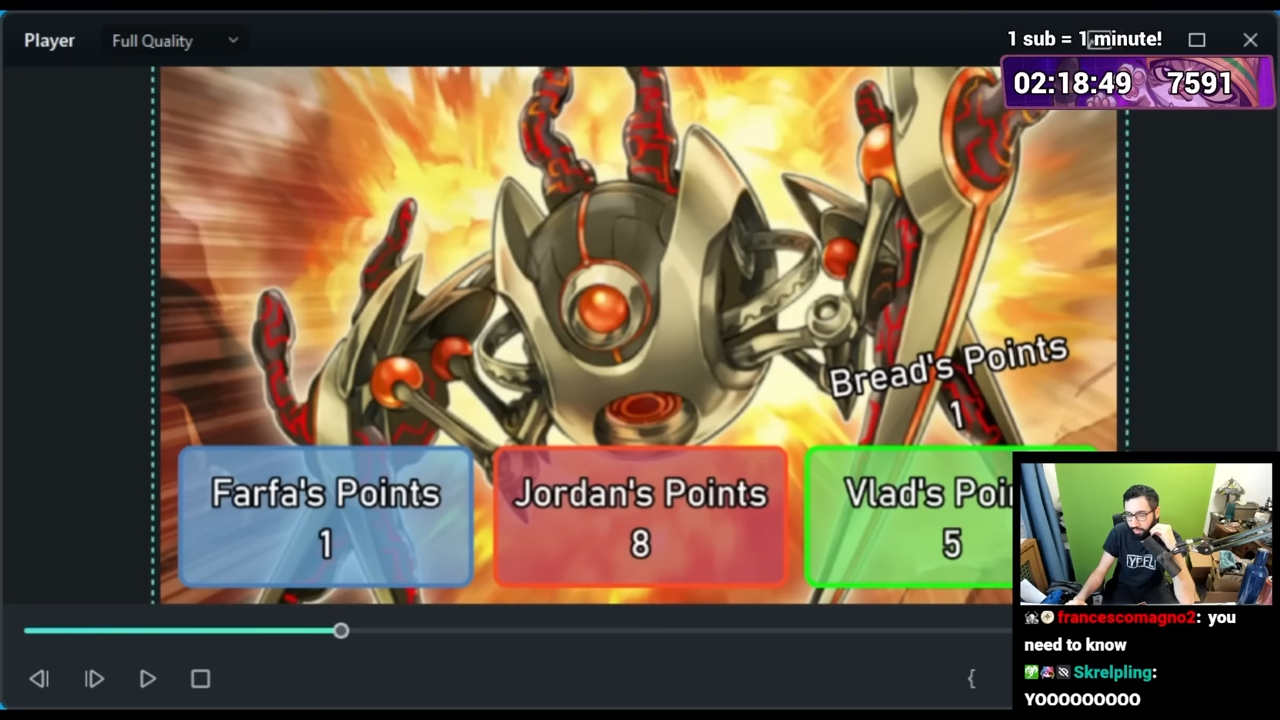 Player
Full Quality
1 sub = 1 minute!
02:18:49 7591
Bread's Points
1
Farfa's Points
1
Jordan's Points
8
Vlad's Poi
5
francescomagno2: you
need to know
Skrelpling:
YOOOOOOOOO